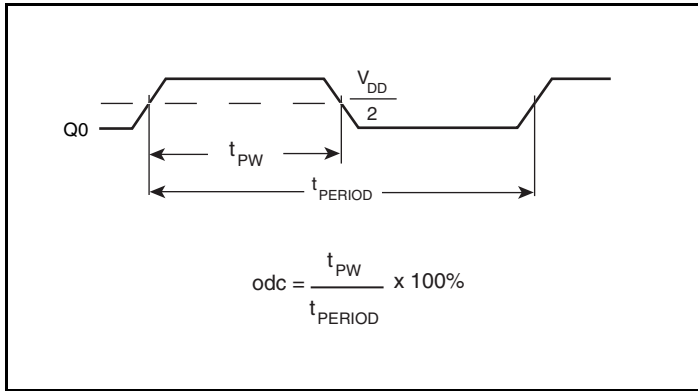 V_DD
2
Q0
t_PW
t_PERIOD
odc = t_PW / t_PERIOD x 100%